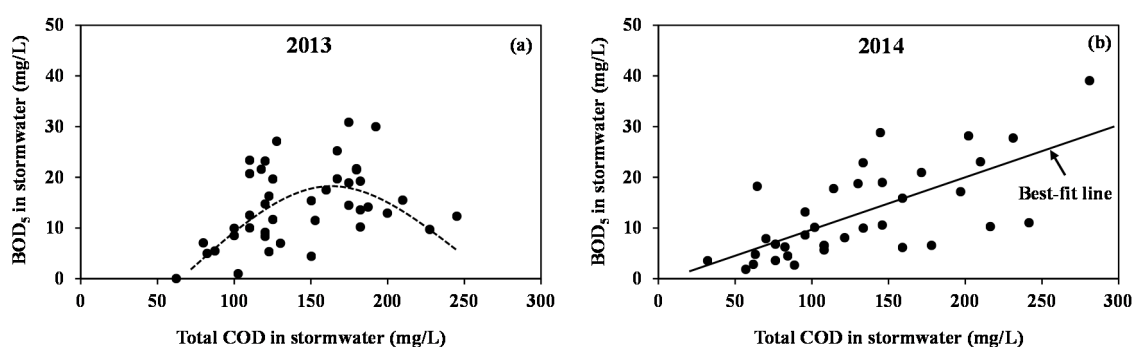 2013
(a)
BOD5 in stormwater (mg/L)
50
40
30
20
10
0
0 50 100 150 200 250 300
Total COD in stormwater (mg/L)
2014
(b)
BOD5 in stormwater (mg/L)
50
40
30
20
10
0
Best-fit line
0 50 100 150 200 250 300
Total COD in stormwater (mg/L)